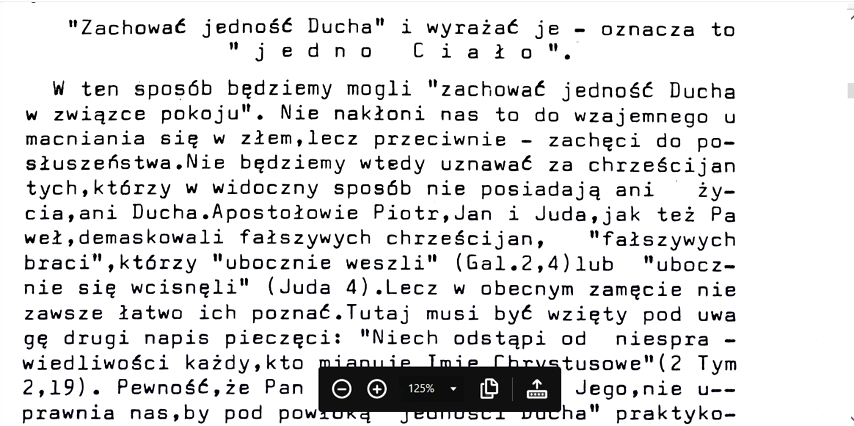 "Zachować jedność Ducha" i wyrażać je – oznacza to
" j e d n o  C i a ł o ".
W ten sposób będziemy mogli "zachować jedność Ducha
w związce pokoju". Nie nakłoni nas to do wzajemnego u
macniania się w złem,lecz przeciwnie – zachęci do po–
słuszeństwa.Nie będziemy wtedy uznawać za chrześcijan
tych,którzy w widoczny sposób nie posiadają ani ży–
cia,ani Ducha.Apostołowie Piotr,Jan i Juda,jak też Pa
weł,demaskowali fałszywych chrześcijan, "fałszywych
braci",którzy "ubocznie weszli" (Gal.2,4)lub "ubocz–
nie się wcisnęli" (Juda 4).Lecz w obecnym zamęcie nie
zawsze łatwo ich poznać.Tutaj musi być wzięty pod uwa
gę drugi napis pieczęci: "Niech odstąpi od niespra –
wiedliwości każdy,kto mianuje Imię Chrystusowe"(2 Tym
2,19). Pewność,że Pan Jego,nie u––
prawnia nas,by pod powłoką "jedności Ducha" praktyko–
125%